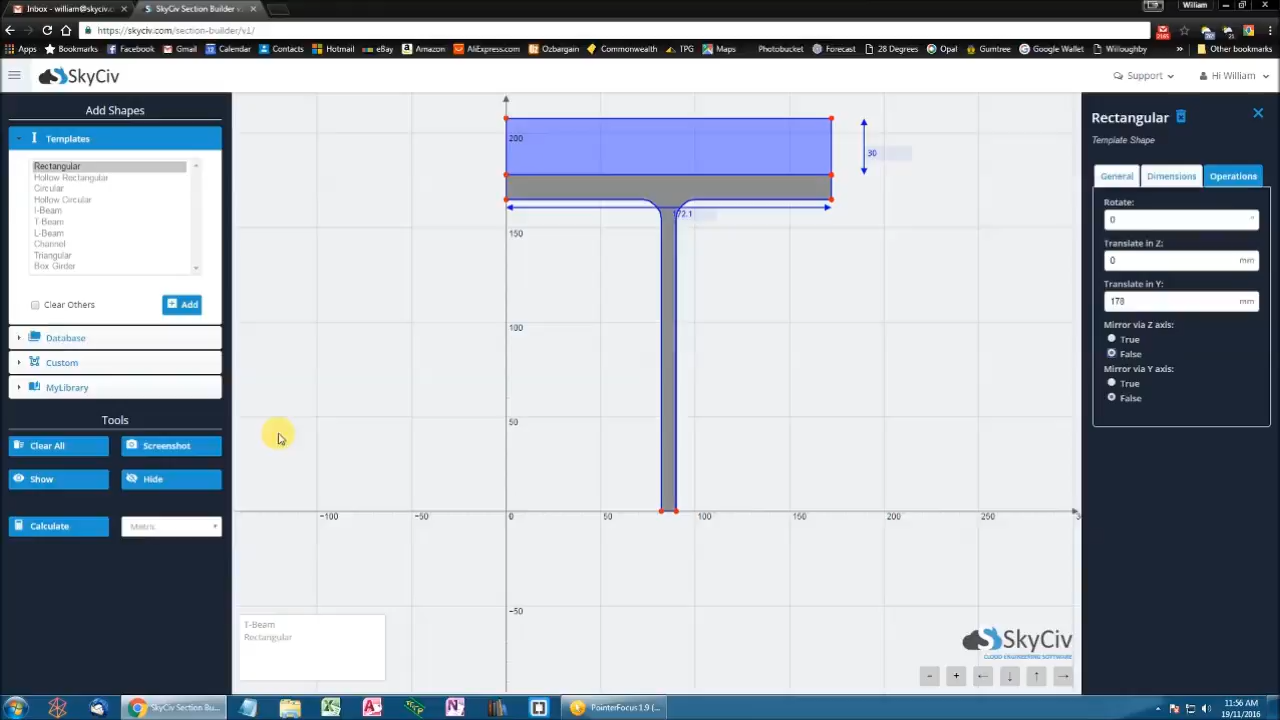 Inbox - william@skyciv.c
SkyCiv Section Builder v
William
https://skyciv.com/section-builder/v1/
Apps
Bookmarks
Facebook
Gmail
Calendar
Contacts
Hotmail
eBay
Amazon
AliExpress.com
Ozbargain
Commonwealth
TPG
Maps
Photobucket
Forecast
28 Degrees
Opal
Gumtree
Google Wallet
Willoughby
»
Other bookmarks
SkyCiv
Support
Hi William
Add Shapes
Templates
Rectangular
Hollow Rectangular
Circular
Hollow Circular
I-Beam
T-Beam
L-Beam
Channel
Triangular
Box Girder
Clear Others
Add
Database
Custom
MyLibrary
Tools
Clear All
Screenshot
Show
Hide
Calculate
Metric
200
30
172.1
150
100
50
−100
−50
0
50
100
150
200
250
−50
T-Beam
Rectangular
SkyCiv
CLOUD ENGINEERING SOFTWARE
- + ← ↓ ↑ →
Rectangular
Template Shape
General
Dimensions
Operations
Rotate:
0 °
Translate in Z:
0 mm
Translate in Y:
178 mm
Mirror via Z axis:
True
False
Mirror via Y axis:
True
False
SkyCiv Section Bu...
PointerFocus 1.9 (...
11:56 AM
19/11/2016